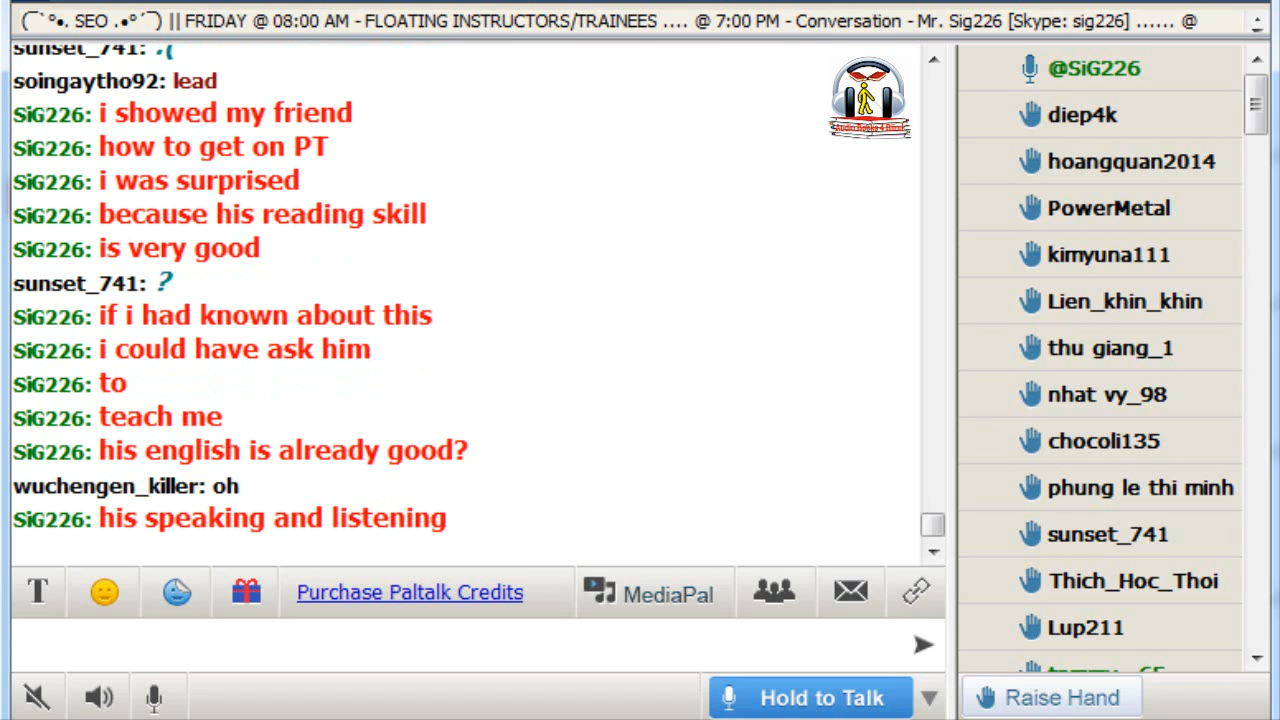 (¯`°•. SEO .•°´¯) || FRIDAY @ 08:00 AM - FLOATING INSTRUCTORS/TRAINEES .... @ 7:00 PM - Conversation - Mr. Sig226 [Skype: sig226] ...... @
sunset_741: .(
soingaytho92: lead
SiG226: i showed my friend
SiG226: how to get on PT
SiG226: i was surprised
SiG226: because his reading skill
SiG226: is very good
sunset_741: ?
SiG226: if i had known about this
SiG226: i could have ask him
SiG226: to
SiG226: teach me
SiG226: his english is already good?
wuchengen_killer: oh
SiG226: his speaking and listening
Audio Books 4 Blind
T
Purchase Paltalk Credits
MediaPal
Hold to Talk
@SiG226
diep4k
hoangquan2014
PowerMetal
kimyuna111
Lien_khin_khin
thu giang_1
nhat vy_98
chocoli135
phung le thi minh
sunset_741
Thich_Hoc_Thoi
Lup211
Raise Hand